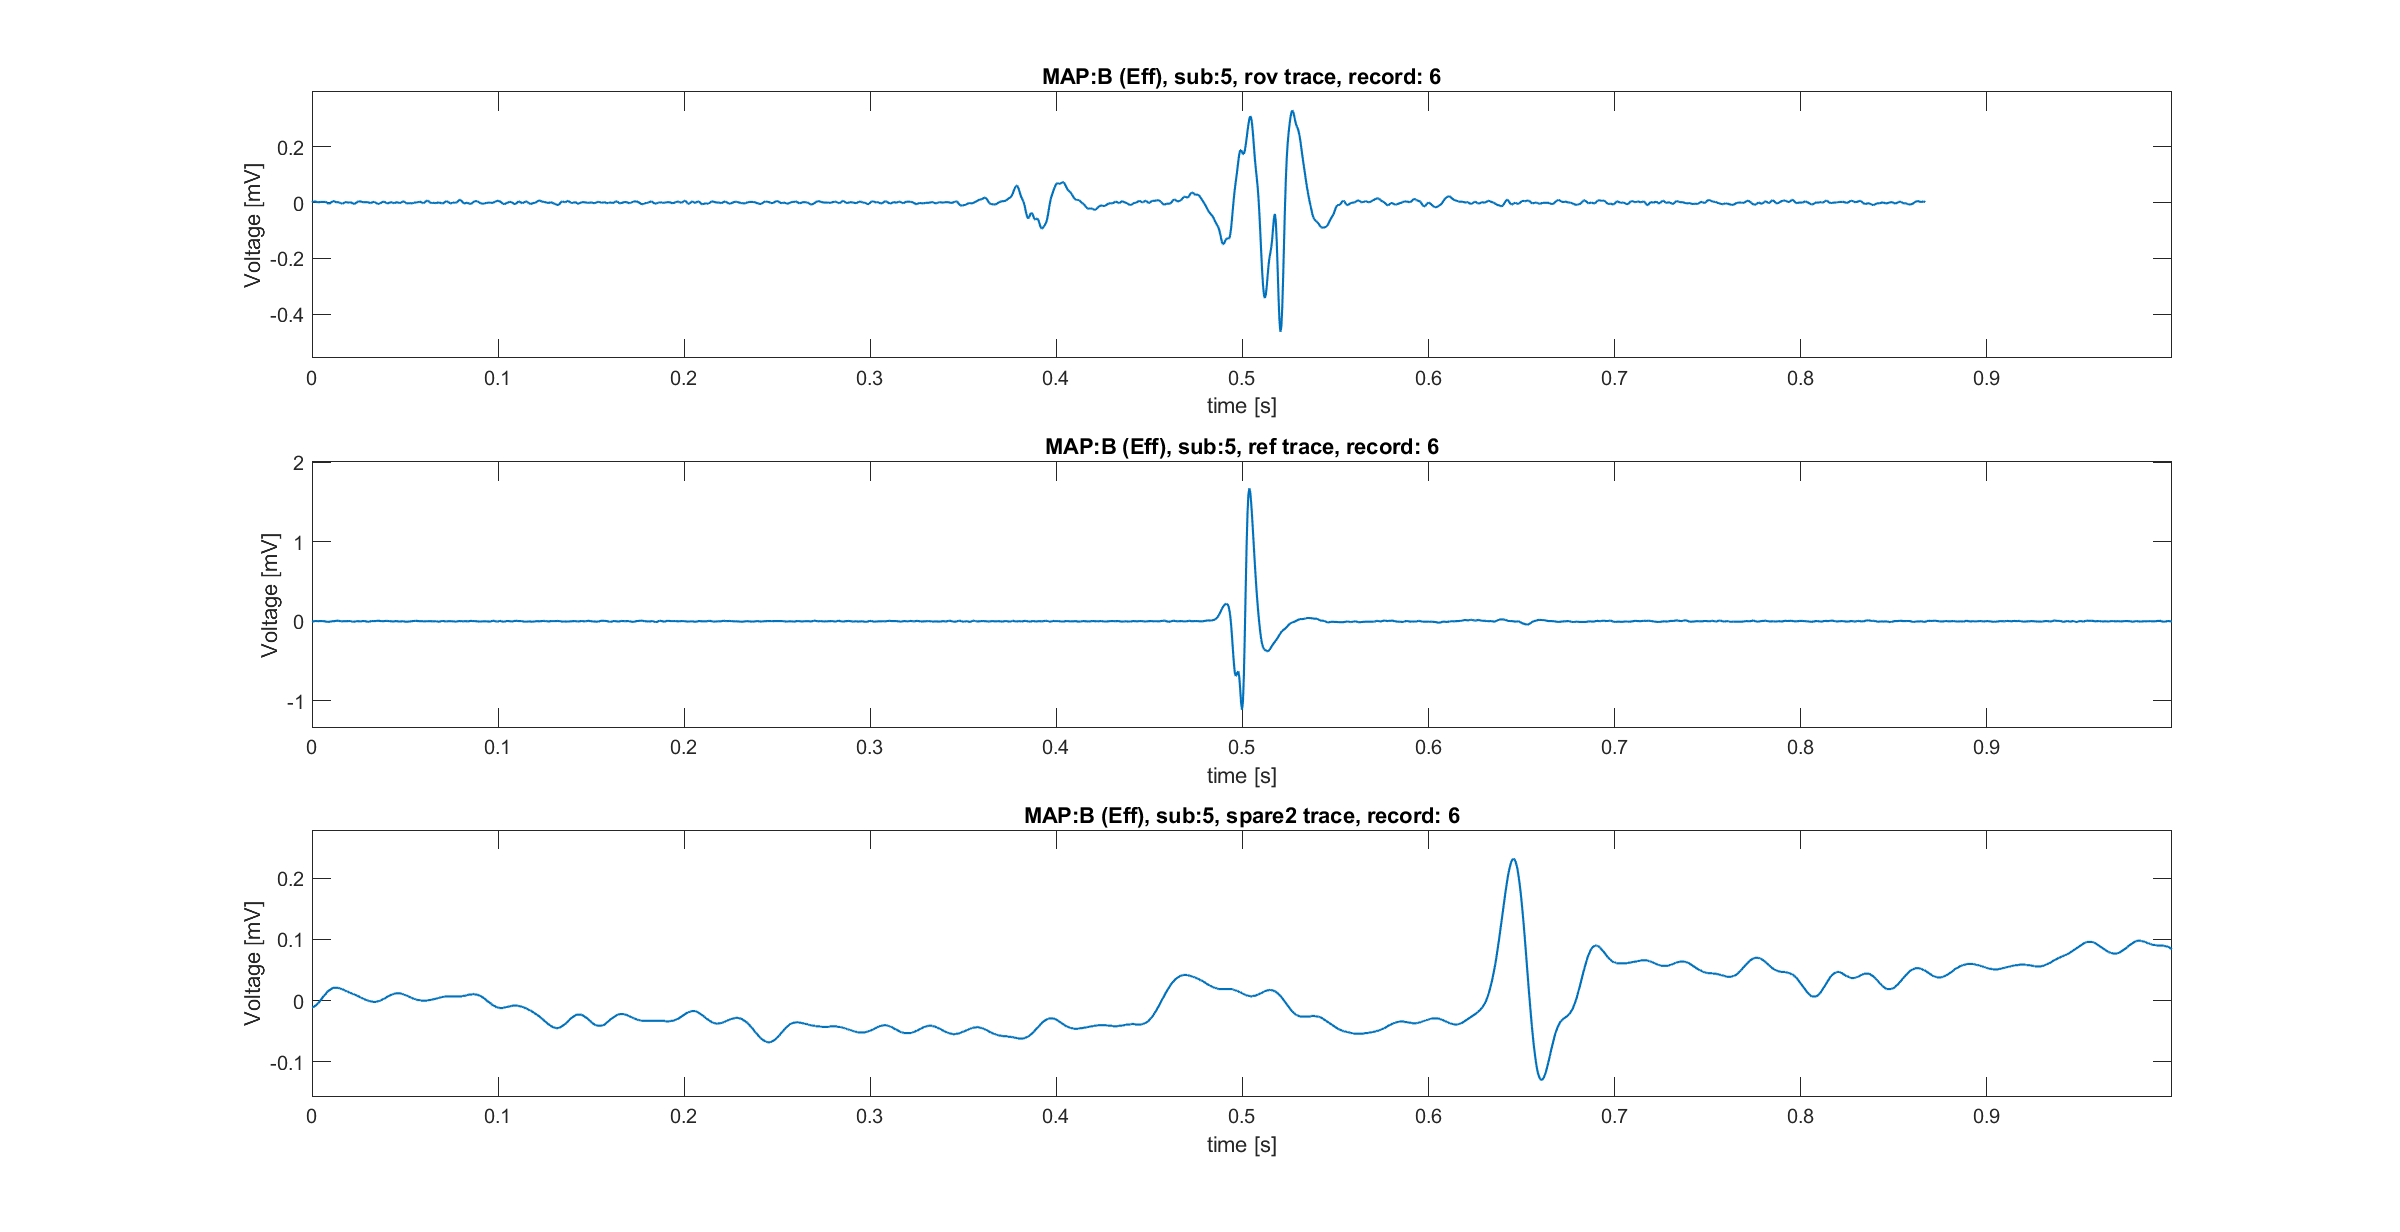 MAP:B (Eff), sub:5, rov trace, record: 6
Voltage [mV]
0.2
0
-0.2
-0.4
0 0.1 0.2 0.3 0.4 0.5 0.6 0.7 0.8 0.9
time [s]
MAP:B (Eff), sub:5, ref trace, record: 6
Voltage [mV]
2
1
0
-1
0 0.1 0.2 0.3 0.4 0.5 0.6 0.7 0.8 0.9
time [s]
MAP:B (Eff), sub:5, spare2 trace, record: 6
Voltage [mV]
0.2
0.1
0
-0.1
0 0.1 0.2 0.3 0.4 0.5 0.6 0.7 0.8 0.9
time [s]